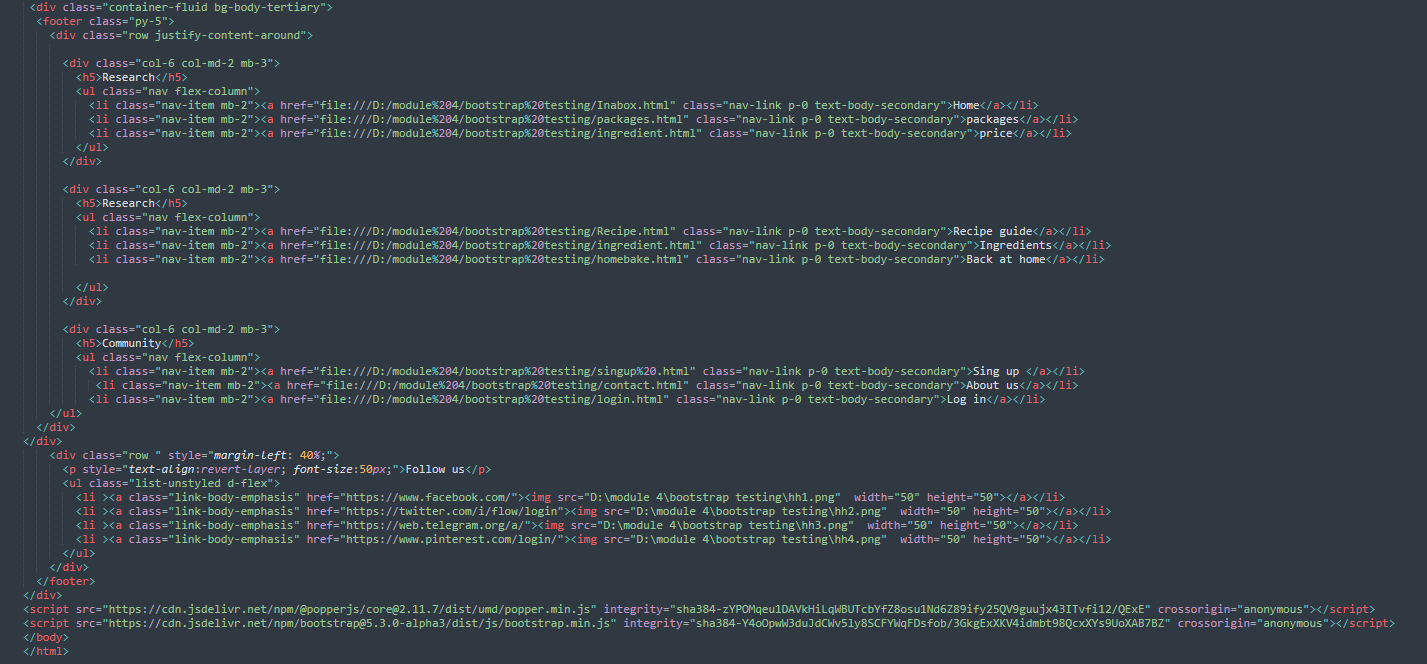 <div class="container-fluid bg-body-tertiary">
<footer class="py-5">
<div class="row justify-content-around">
<div class="col-6 col-md-2 mb-3">
<h5>Research</h5>
<ul class="nav flex-column">
<li class="nav-item mb-2"><a href="file:///D:/module%204/bootstrap%20testing/Inabox.html" class="nav-link p-0 text-body-secondary">Home</a></li>
<li class="nav-item mb-2"><a href="file:///D:/module%204/bootstrap%20testing/packages.html" class="nav-link p-0 text-body-secondary">packages</a></li>
<li class="nav-item mb-2"><a href="file:///D:/module%204/bootstrap%20testing/ingredient.html" class="nav-link p-0 text-body-secondary">price</a></li>
</ul>
</div>
<div class="col-6 col-md-2 mb-3">
<h5>Research</h5>
<ul class="nav flex-column">
<li class="nav-item mb-2"><a href="file:///D:/module%204/bootstrap%20testing/Recipe.html" class="nav-link p-0 text-body-secondary">Recipe guide</a></li>
<li class="nav-item mb-2"><a href="file:///D:/module%204/bootstrap%20testing/ingredient.html" class="nav-link p-0 text-body-secondary">Ingredients</a></li>
<li class="nav-item mb-2"><a href="file:///D:/module%204/bootstrap%20testing/homebake.html" class="nav-link p-0 text-body-secondary">Back at home</a></li>
</ul>
</div>
<div class="col-6 col-md-2 mb-3">
<h5>Community</h5>
<ul class="nav flex-column">
<li class="nav-item mb-2"><a href="file:///D:/module%204/bootstrap%20testing/singup%20.html" class="nav-link p-0 text-body-secondary">Sing up </a></li>
<li class="nav-item mb-2"><a href="file:///D:/module%204/bootstrap%20testing/contact.html" class="nav-link p-0 text-body-secondary">About us</a></li>
<li class="nav-item mb-2"><a href="file:///D:/module%204/bootstrap%20testing/login.html" class="nav-link p-0 text-body-secondary">Log in</a></li>
</ul>
</div>
</div>
<div class="row " style="margin-left: 40%;">
<p style="text-align:revert-layer; font-size:50px;">Follow us</p>
<ul class="list-unstyled d-flex">
<li ><a class="link-body-emphasis" href="https://www.facebook.com/"><img src="D:\module 4\bootstrap testing\hh1.png"  width="50" height="50"></a></li>
<li ><a class="link-body-emphasis" href="https://twitter.com/i/flow/login"><img src="D:\module 4\bootstrap testing\hh2.png"  width="50" height="50"></a></li>
<li ><a class="link-body-emphasis" href="https://web.telegram.org/a/"><img src="D:\module 4\bootstrap testing\hh3.png"  width="50" height="50"></a></li>
<li ><a class="link-body-emphasis" href="https://www.pinterest.com/login/"><img src="D:\module 4\bootstrap testing\hh4.png"  width="50" height="50"></a></li>
</ul>
</div>
</footer>
</div>
<script src="https://cdn.jsdelivr.net/npm/@popperjs/core@2.11.7/dist/umd/popper.min.js" integrity="sha384-zYPOMqeu1DAVkHiLqWBUTcbYfZ8osu1Nd6Z89ify25QV9guujx43ITvfi12/QExE" crossorigin="anonymous"></script>
<script src="https://cdn.jsdelivr.net/npm/bootstrap@5.3.0-alpha3/dist/js/bootstrap.min.js" integrity="sha384-Y4oOpwW3duJdCWv5ly8SCFYWqFDsfob/3GkgExXKV4idmbt98QcxXYs9UoXAB7BZ" crossorigin="anonymous"></script>
</body>
</html>